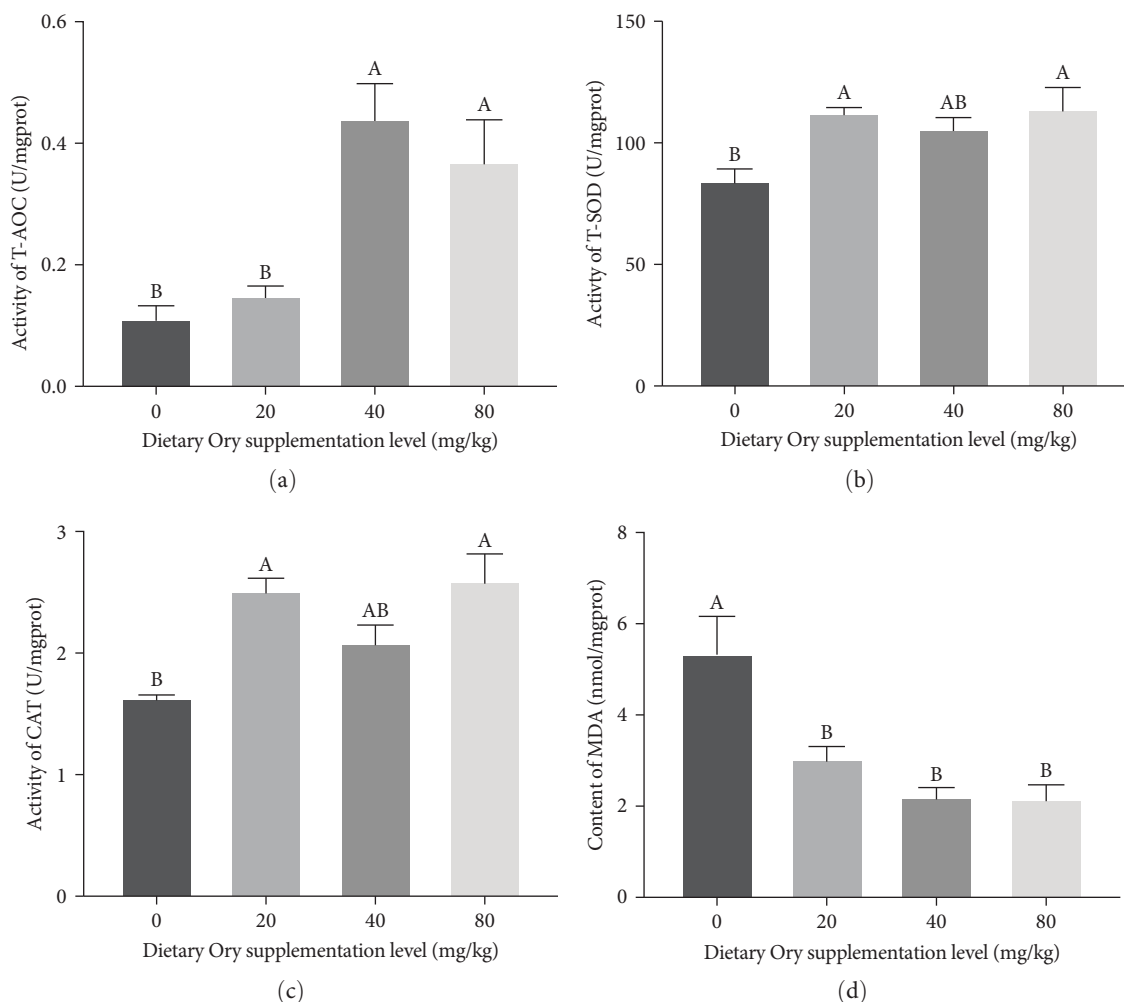 0.6
0.4
0.2
0.0
Activity of T-AOC (U/mgprot)
B
B
A
A
0
20
40
80
Dietary Ory supplementation level (mg/kg)
(a)
150
100
50
0
Activty of T-SOD (U/mgprot)
B
A
AB
A
0
20
40
80
Dietary Ory supplementation level (mg/kg)
(b)
3
2
1
0
Activity of CAT (U/mgprot)
B
A
AB
A
0
20
40
80
Dietary Ory supplementation level (mg/kg)
(c)
8
6
4
2
0
Content of MDA (nmol/mgprot)
A
B
B
B
0
20
40
80
Dietary Ory supplementation level (mg/kg)
(d)